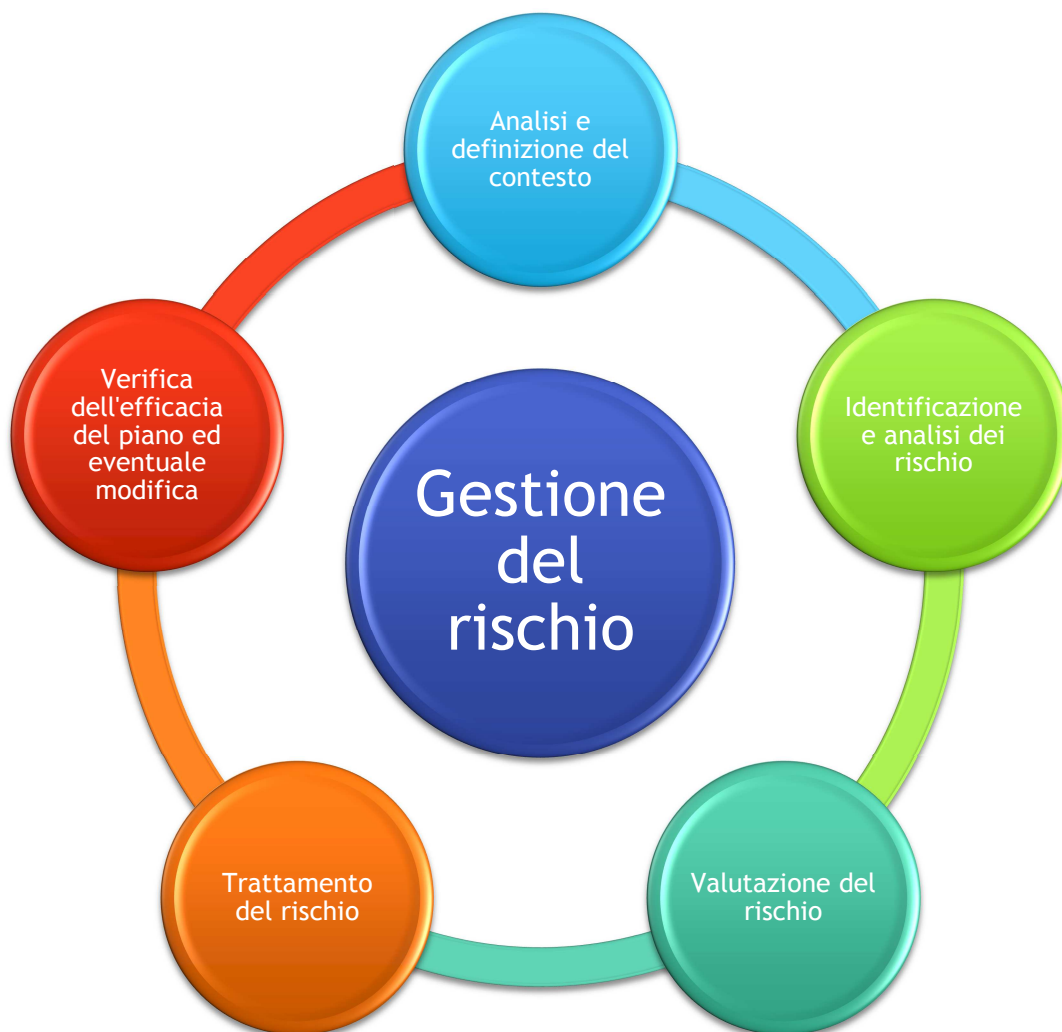 Analisi e
definizione del
contesto
Identificazione
e analisi dei
rischio
Valutazione del
rischio
Trattamento
del rischio
Verifica
dell'efficacia
del piano ed
eventuale
modifica
Gestione
del
rischio